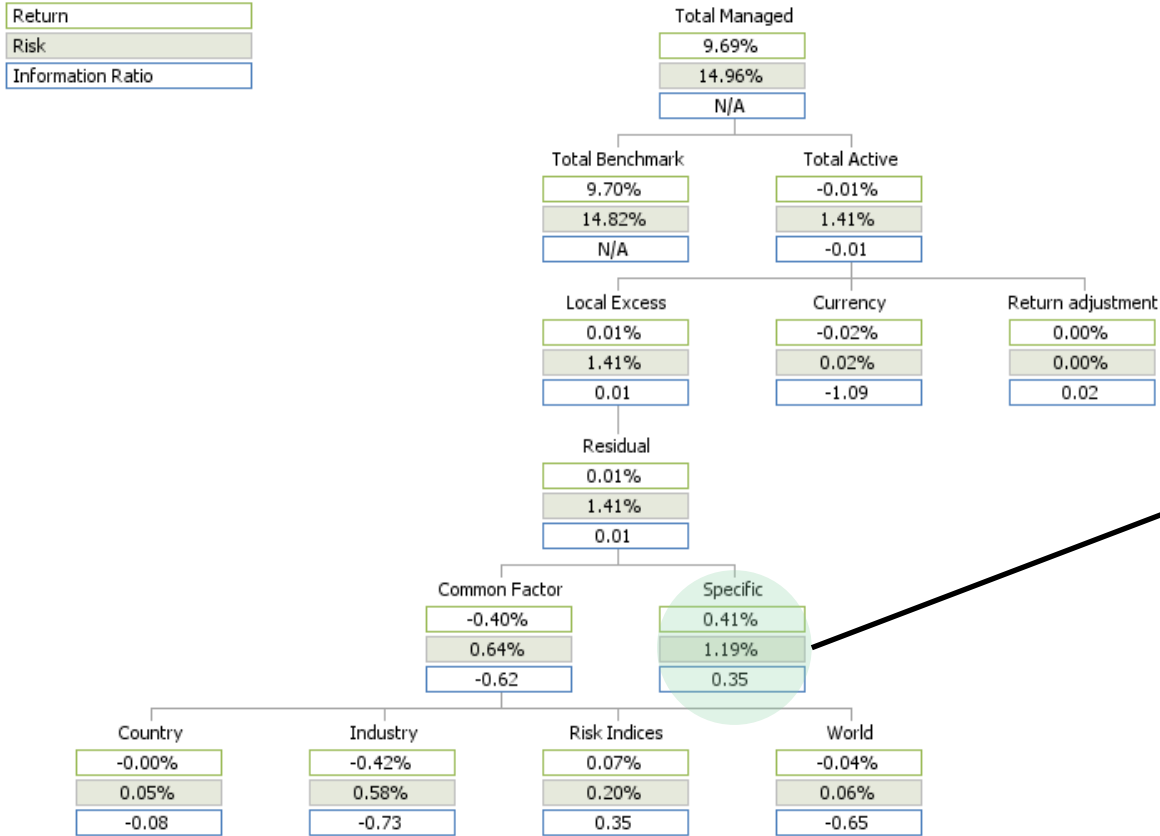 Return
Risk
Information Ratio
Total Managed
9.69%
14.96%
N/A
Total Benchmark
9.70%
14.82%
N/A
Total Active
-0.01%
1.41%
-0.01
Local Excess
0.01%
1.41%
0.01
Currency
-0.02%
0.02%
-1.09
Return adjustment
0.00%
0.00%
0.02
Residual
0.01%
1.41%
0.01
Common Factor
-0.40%
0.64%
-0.62
Specific
0.41%
1.19%
0.35
Country
-0.00%
0.05%
-0.08
Industry
-0.42%
0.58%
-0.73
Risk Indices
0.07%
0.20%
0.35
World
-0.04%
0.06%
-0.65